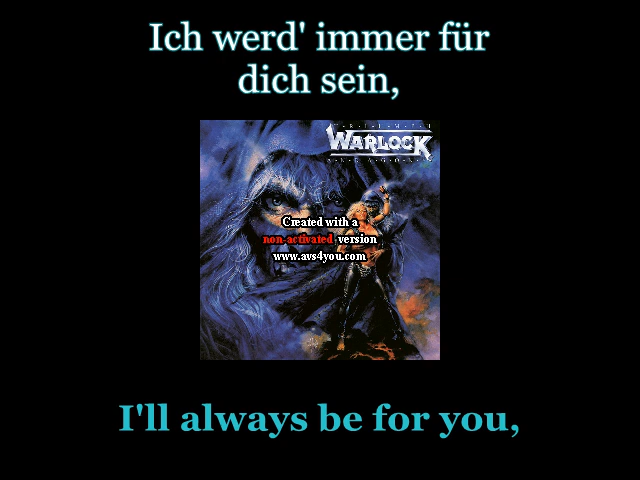 Ich werd' immer für
dich sein,
T · R · I · U · M · P · H
WARLOCK
A · N · D · A · G · O · N · Y
Created with a
non-activated version
www.avs4you.com
I'll always be for you,